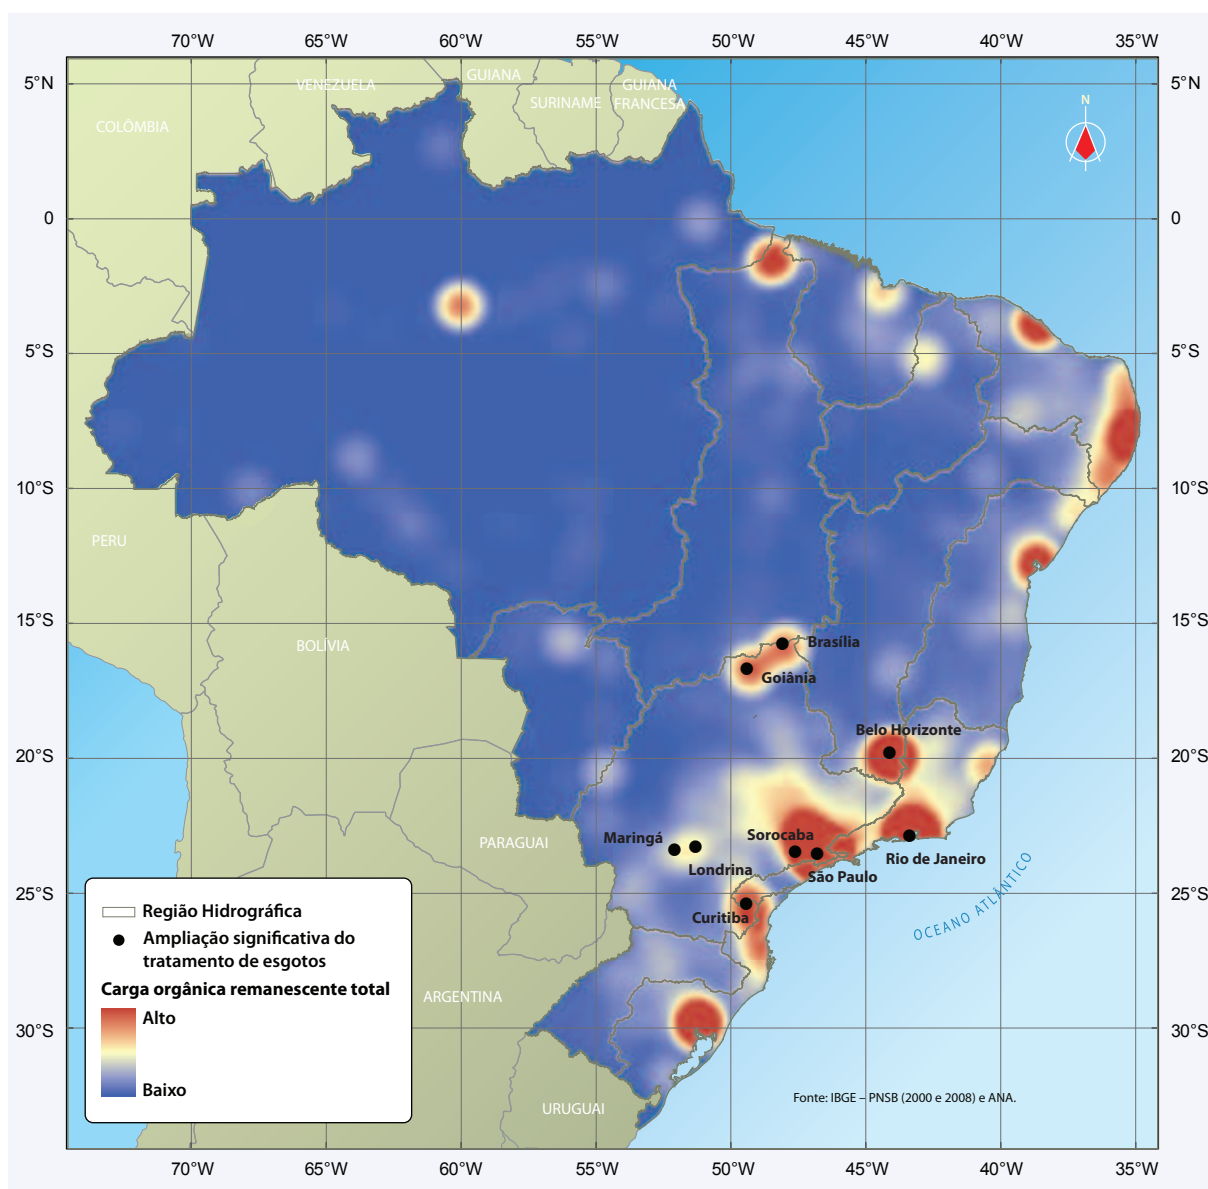 70°W 65°W 60°W 55°W 50°W 45°W 40°W 35°W
5°N
5°N
VENEZUELA
GUIANA
SURINAME
GUIANA
FRANCESA
COLÔMBIA
N
0
0
5°S
5°S
10°S
10°S
PERU
15°S
15°S
BOLÍVIA
Brasília
Goiânia
Belo Horizonte
20°S
20°S
PARAGUAI
Maringá
Sorocaba
Londrina
São Paulo
Rio de Janeiro
25°S
25°S
Curitiba
OCEANO ATLÂNTICO
Região Hidrográfica
Ampliação significativa do
tratamento de esgotos
Carga orgânica remanescente total
Alto
Baixo
ARGENTINA
30°S
30°S
URUGUAI
Fonte: IBGE – PNSB (2000 e 2008) e ANA.
70°W 65°W 60°W 55°W 50°W 45°W 40°W 35°W